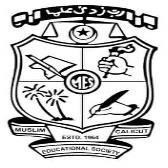 MES
MUSLIM ESTD. 1964 CALICUT
EDUCATIONAL SOCIETY